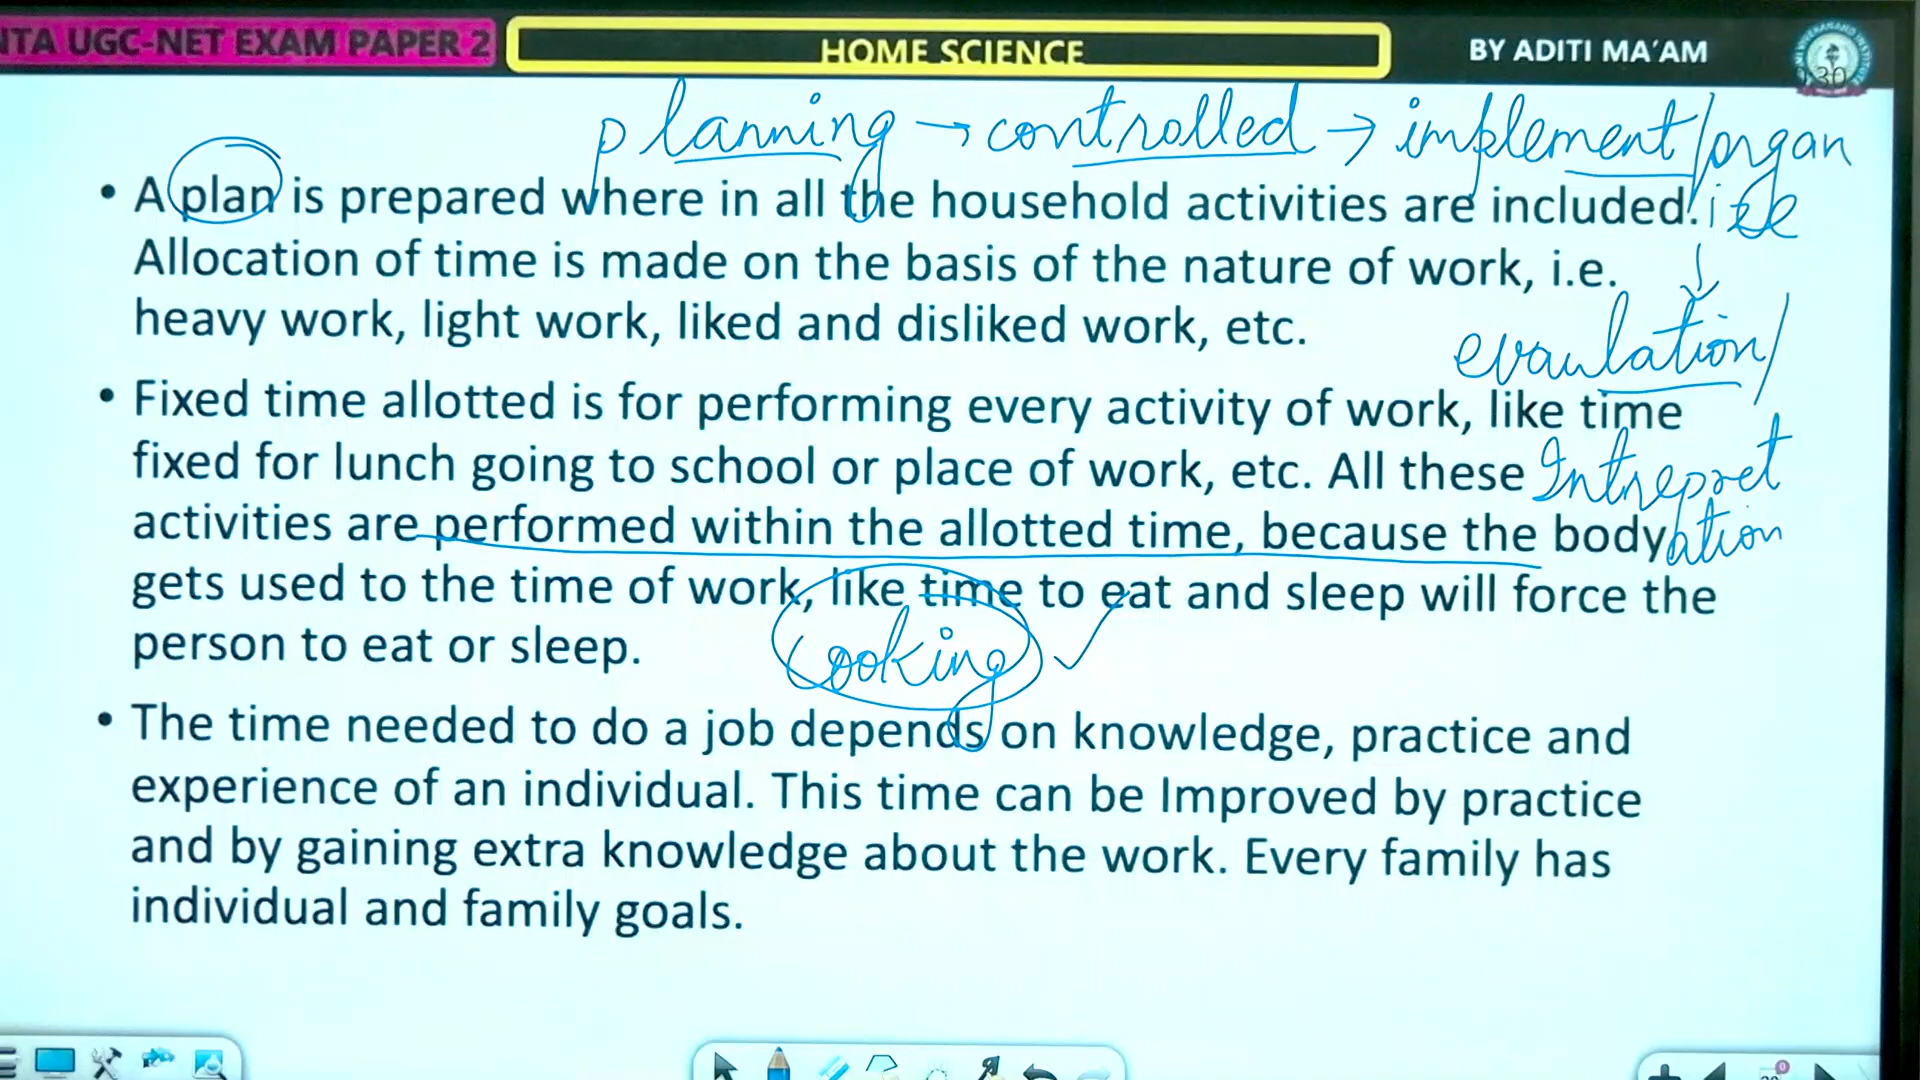 NTA UGC-NET EXAM PAPER 2
HOME SCIENCE
BY ADITI MA'AM
planning → controlled → implement/organ
ize
↓
evaulation/
Intrepret
ation
• A plan is prepared where in all the household activities are included.
Allocation of time is made on the basis of the nature of work, i.e.
heavy work, light work, liked and disliked work, etc.
• Fixed time allotted is for performing every activity of work, like time
fixed for lunch going to school or place of work, etc. All these
activities are performed within the allotted time, because the body
gets used to the time of work, like time to eat and sleep will force the
person to eat or sleep.
cooking
• The time needed to do a job depends on knowledge, practice and
experience of an individual. This time can be Improved by practice
and by gaining extra knowledge about the work. Every family has
individual and family goals.